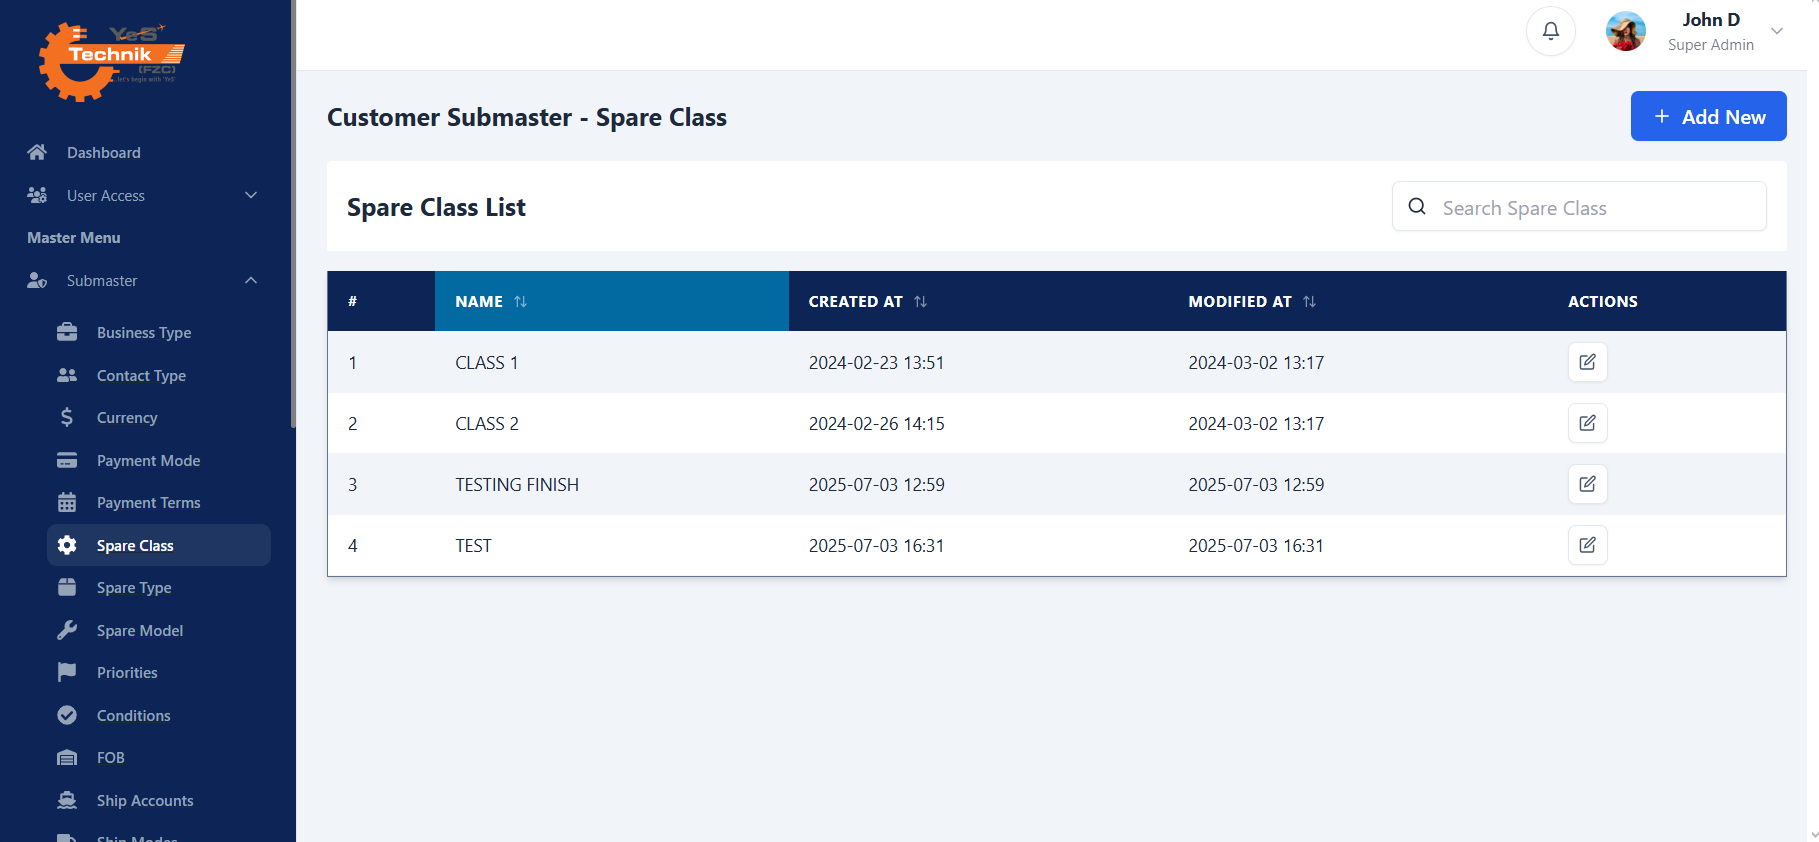 YeS
Technik
(FZC)
...let's begin with 'YeS'
John D
Super Admin
Dashboard
User Access
Master Menu
Submaster
Business Type
Contact Type
Currency
Payment Mode
Payment Terms
Spare Class
Spare Type
Spare Model
Priorities
Conditions
FOB
Ship Accounts
Ship Modes
Customer Submaster - Spare Class
+ Add New
Spare Class List
Search Spare Class
# NAME CREATED AT MODIFIED AT ACTIONS
1 CLASS 1 2024-02-23 13:51 2024-03-02 13:17
2 CLASS 2 2024-02-26 14:15 2024-03-02 13:17
3 TESTING FINISH 2025-07-03 12:59 2025-07-03 12:59
4 TEST 2025-07-03 16:31 2025-07-03 16:31